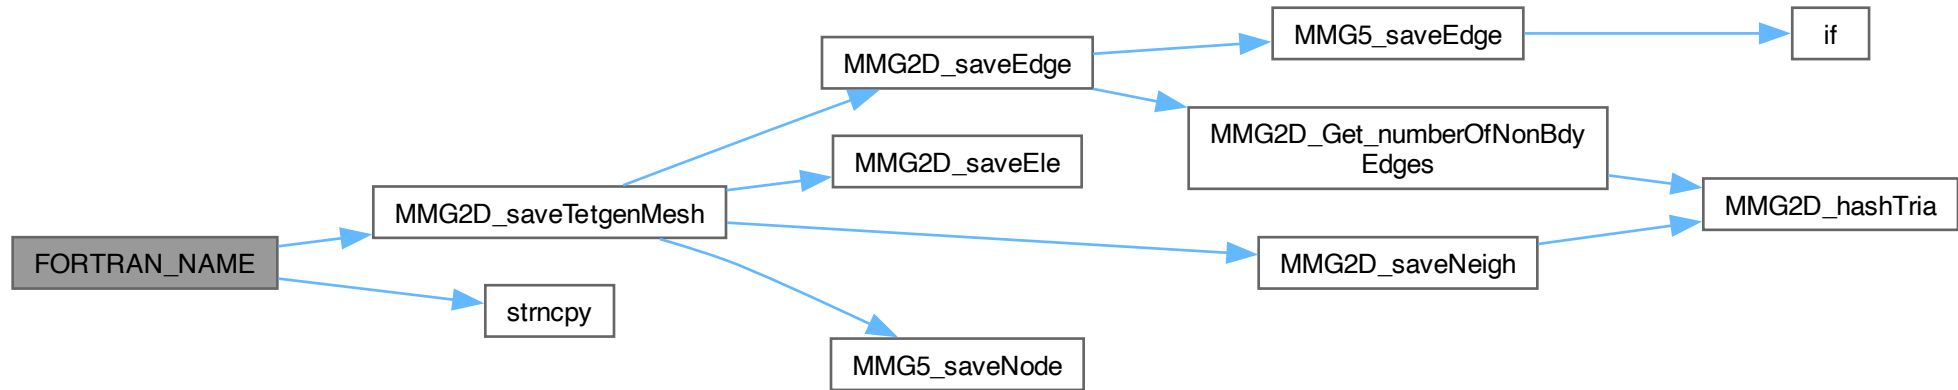 FORTRAN_NAME
MMG2D_saveTetgenMesh
strncpy
MMG2D_saveEdge
MMG2D_saveEle
MMG2D_saveNeigh
MMG5_saveNode
MMG5_saveEdge
MMG2D_Get_numberOfNonBdy
Edges
if
MMG2D_hashTria